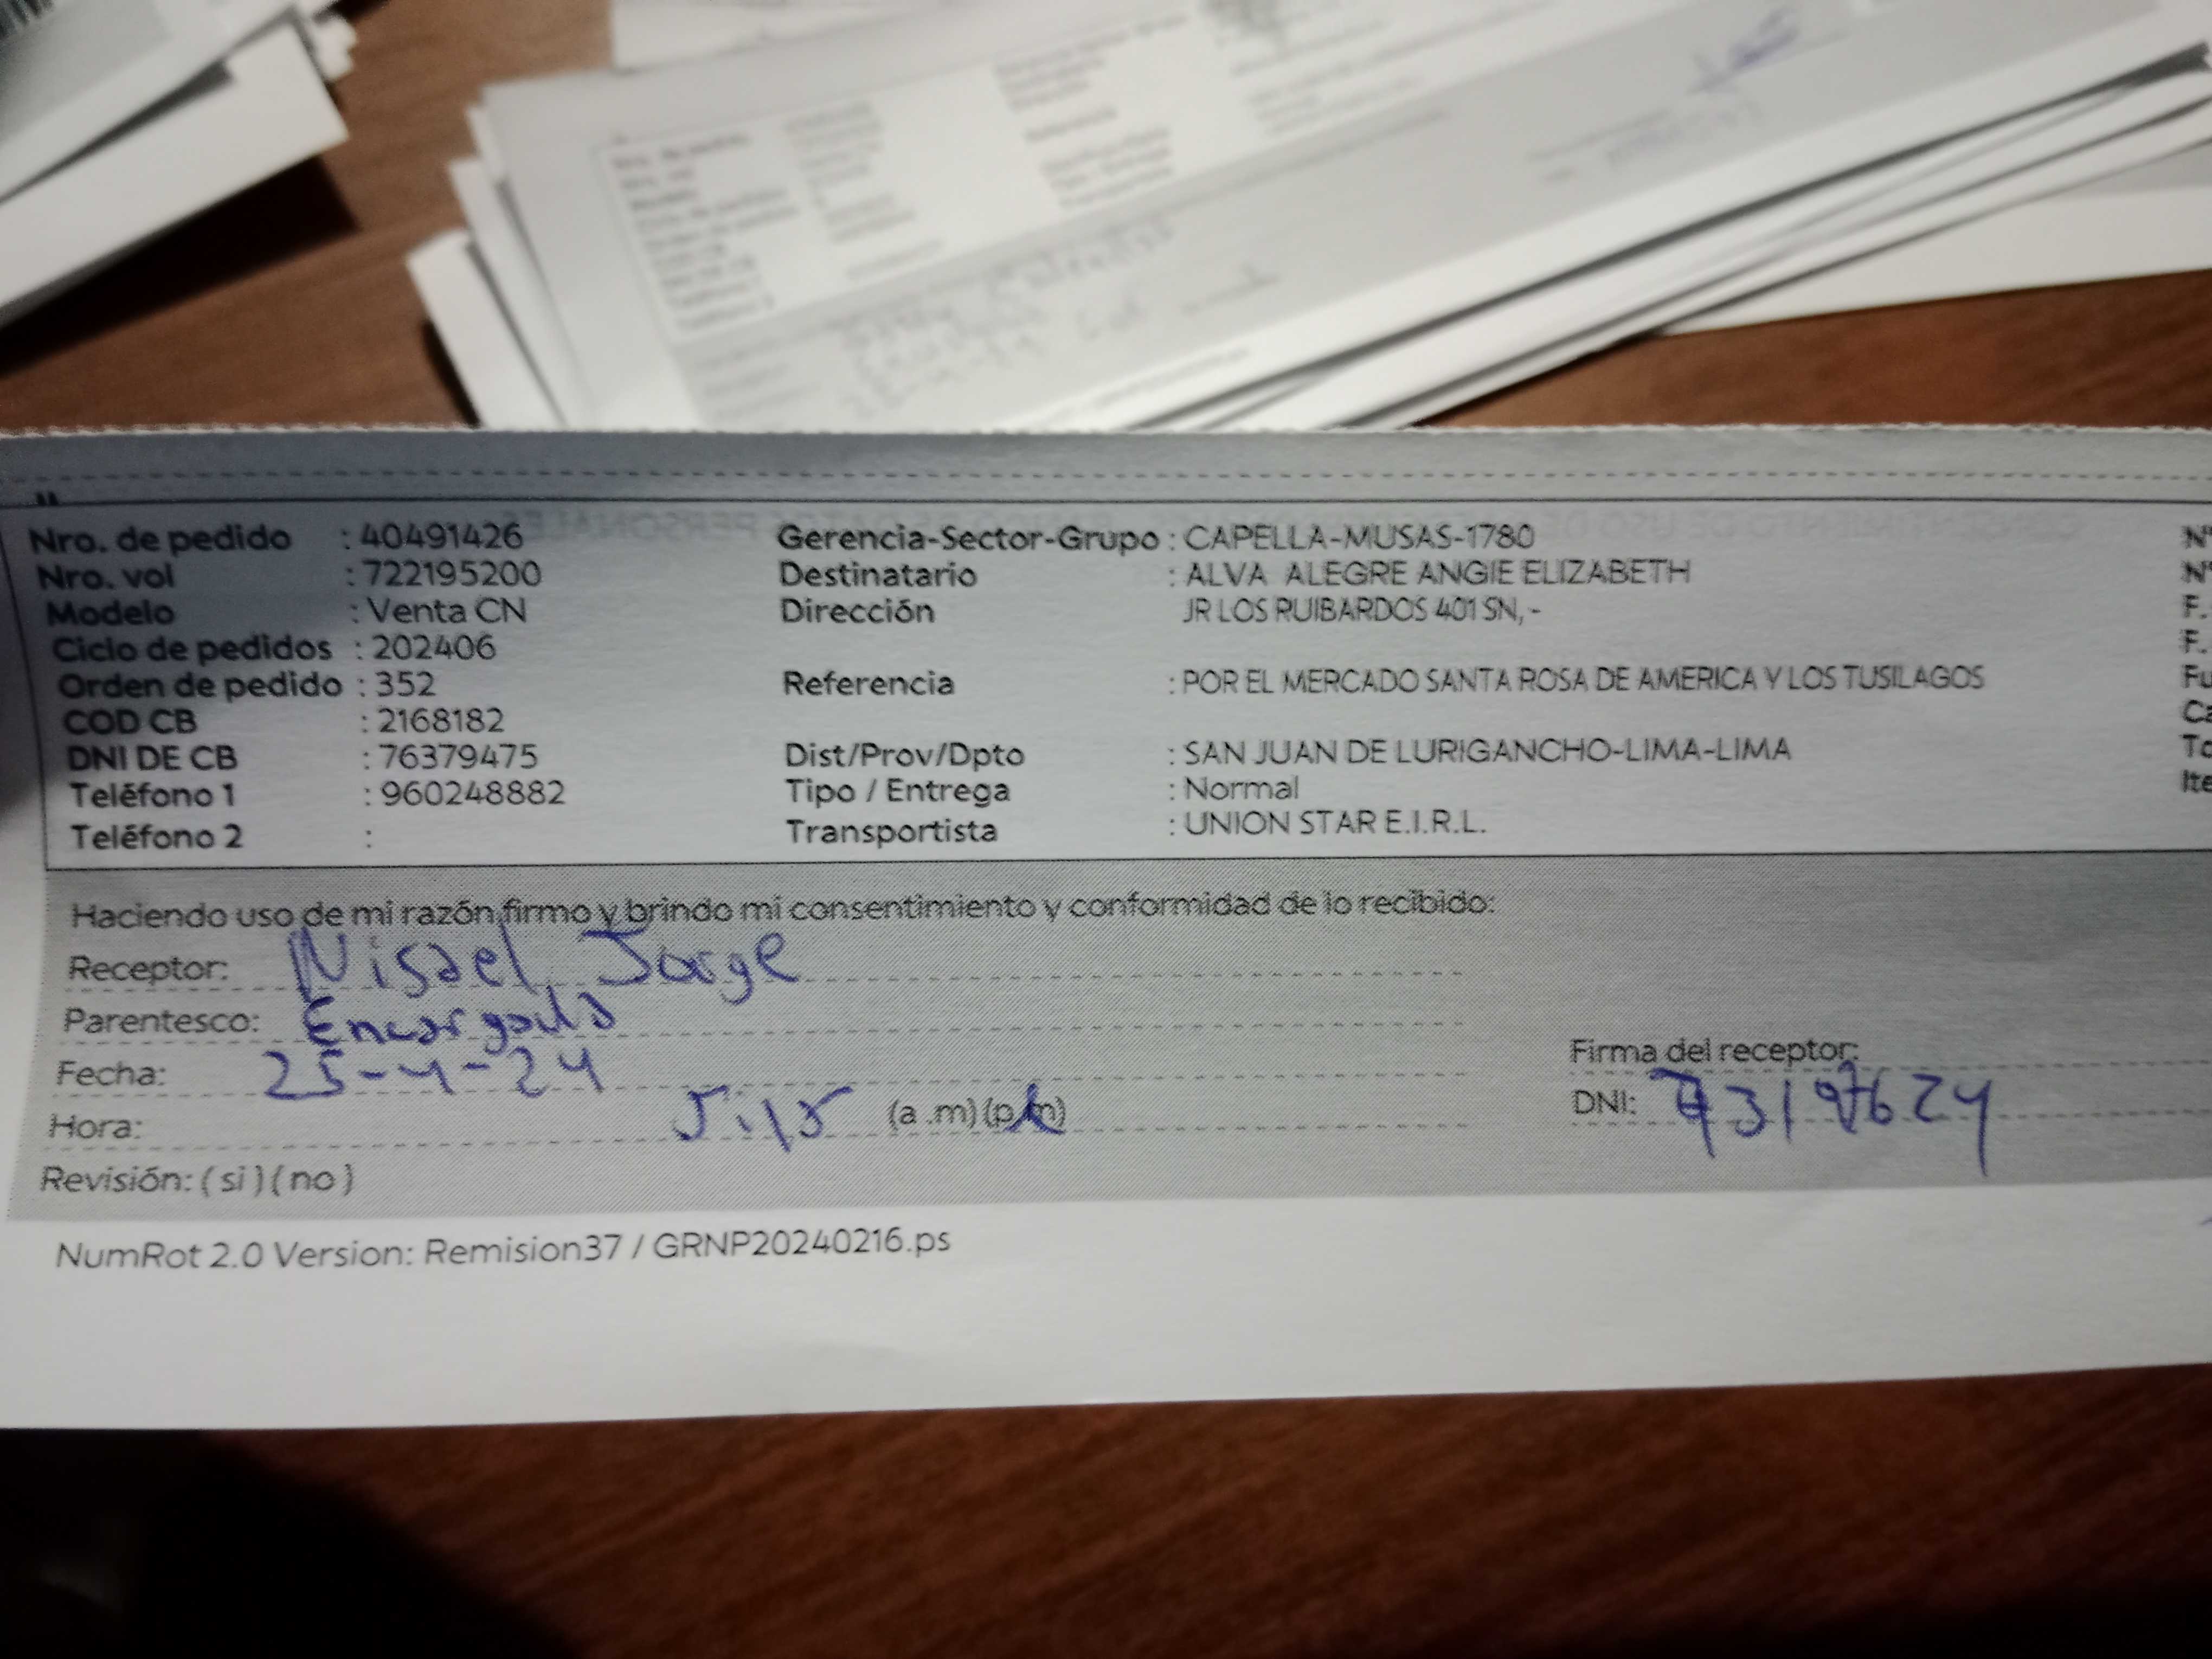 Nro. de pedido : 40491426
Nro. vol : 722195200
Modelo : Venta CN
Ciclo de pedidos : 202406
Orden de pedido : 352
COD CB : 2168182
DNI DE CB : 76379475
Teléfono 1 : 960248882
Teléfono 2 :
Gerencia-Sector-Grupo : CAPELLA-MUSAS-1780
Destinatario : ALVA ALEGRE ANGIE ELIZABETH
Dirección JR LOS RUIBARDOS 401 SN, -
Referencia : POR EL MERCADO SANTA ROSA DE AMERICA Y LOS TUSILAGOS
Dist/Prov/Dpto : SAN JUAN DE LURIGANCHO-LIMA-LIMA
Tipo / Entrega : Normal
Transportista : UNION STAR E.I.R.L.
N°
N°
F.
F.
Fu
Ca
To
Ite
Haciendo uso de mi razón firmo y brindo mi consentimiento y conformidad de lo recibido:
Receptor: Misael Jorge
Parentesco: Encargado
Fecha: 25-4-24
Hora: (a .m) (p.m)
Revisión: ( si ) ( no )
Firma del receptor:
DNI:
NumRot 2.0 Version: Remision37 / GRNP20240216.ps